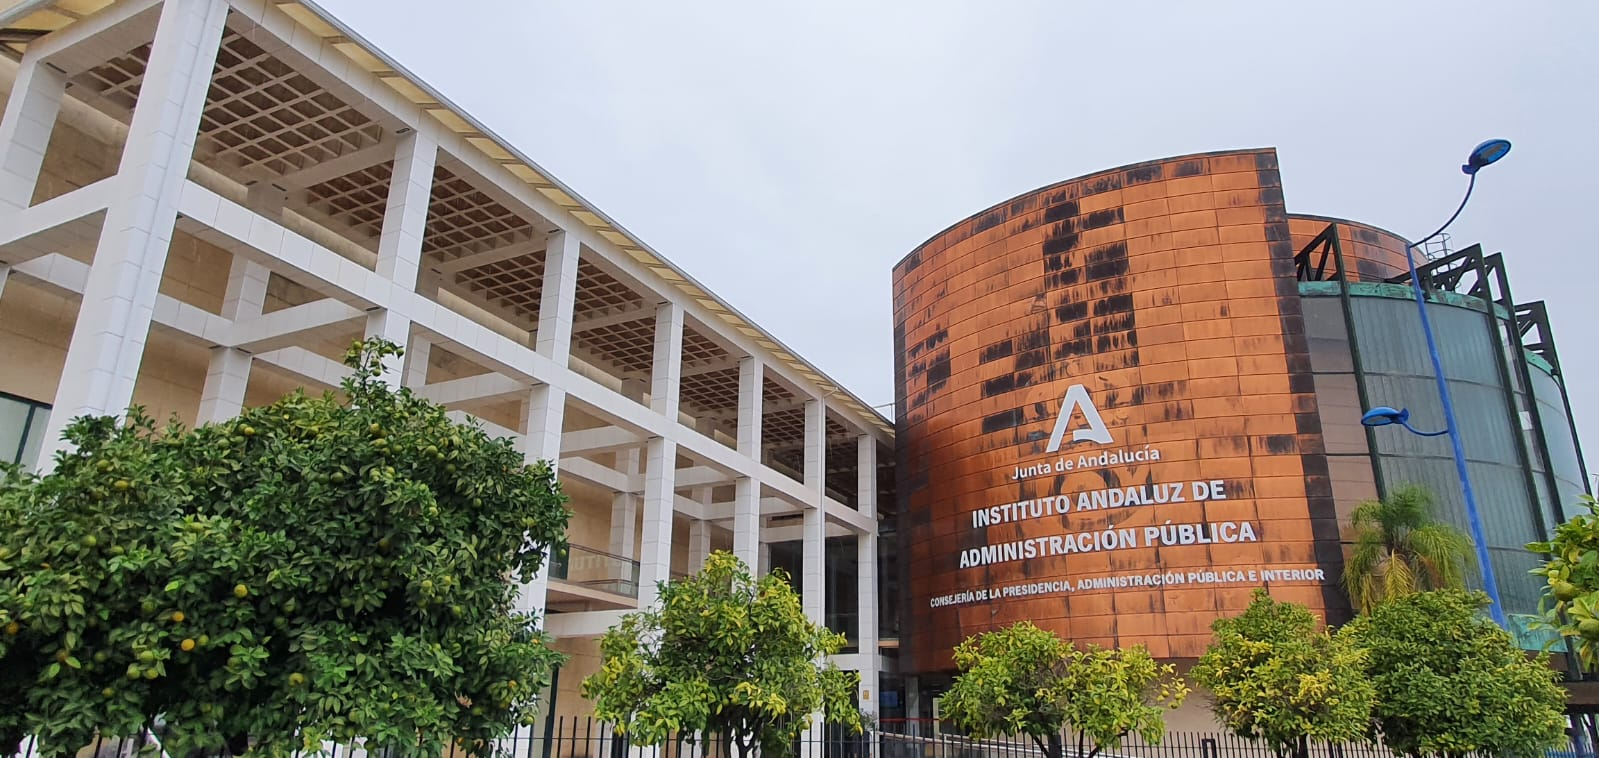 Junta de Andalucía
INSTITUTO ANDALUZ DE
ADMINISTRACIÓN PÚBLICA
CONSEJERÍA DE LA PRESIDENCIA, ADMINISTRACIÓN PÚBLICA E INTERIOR